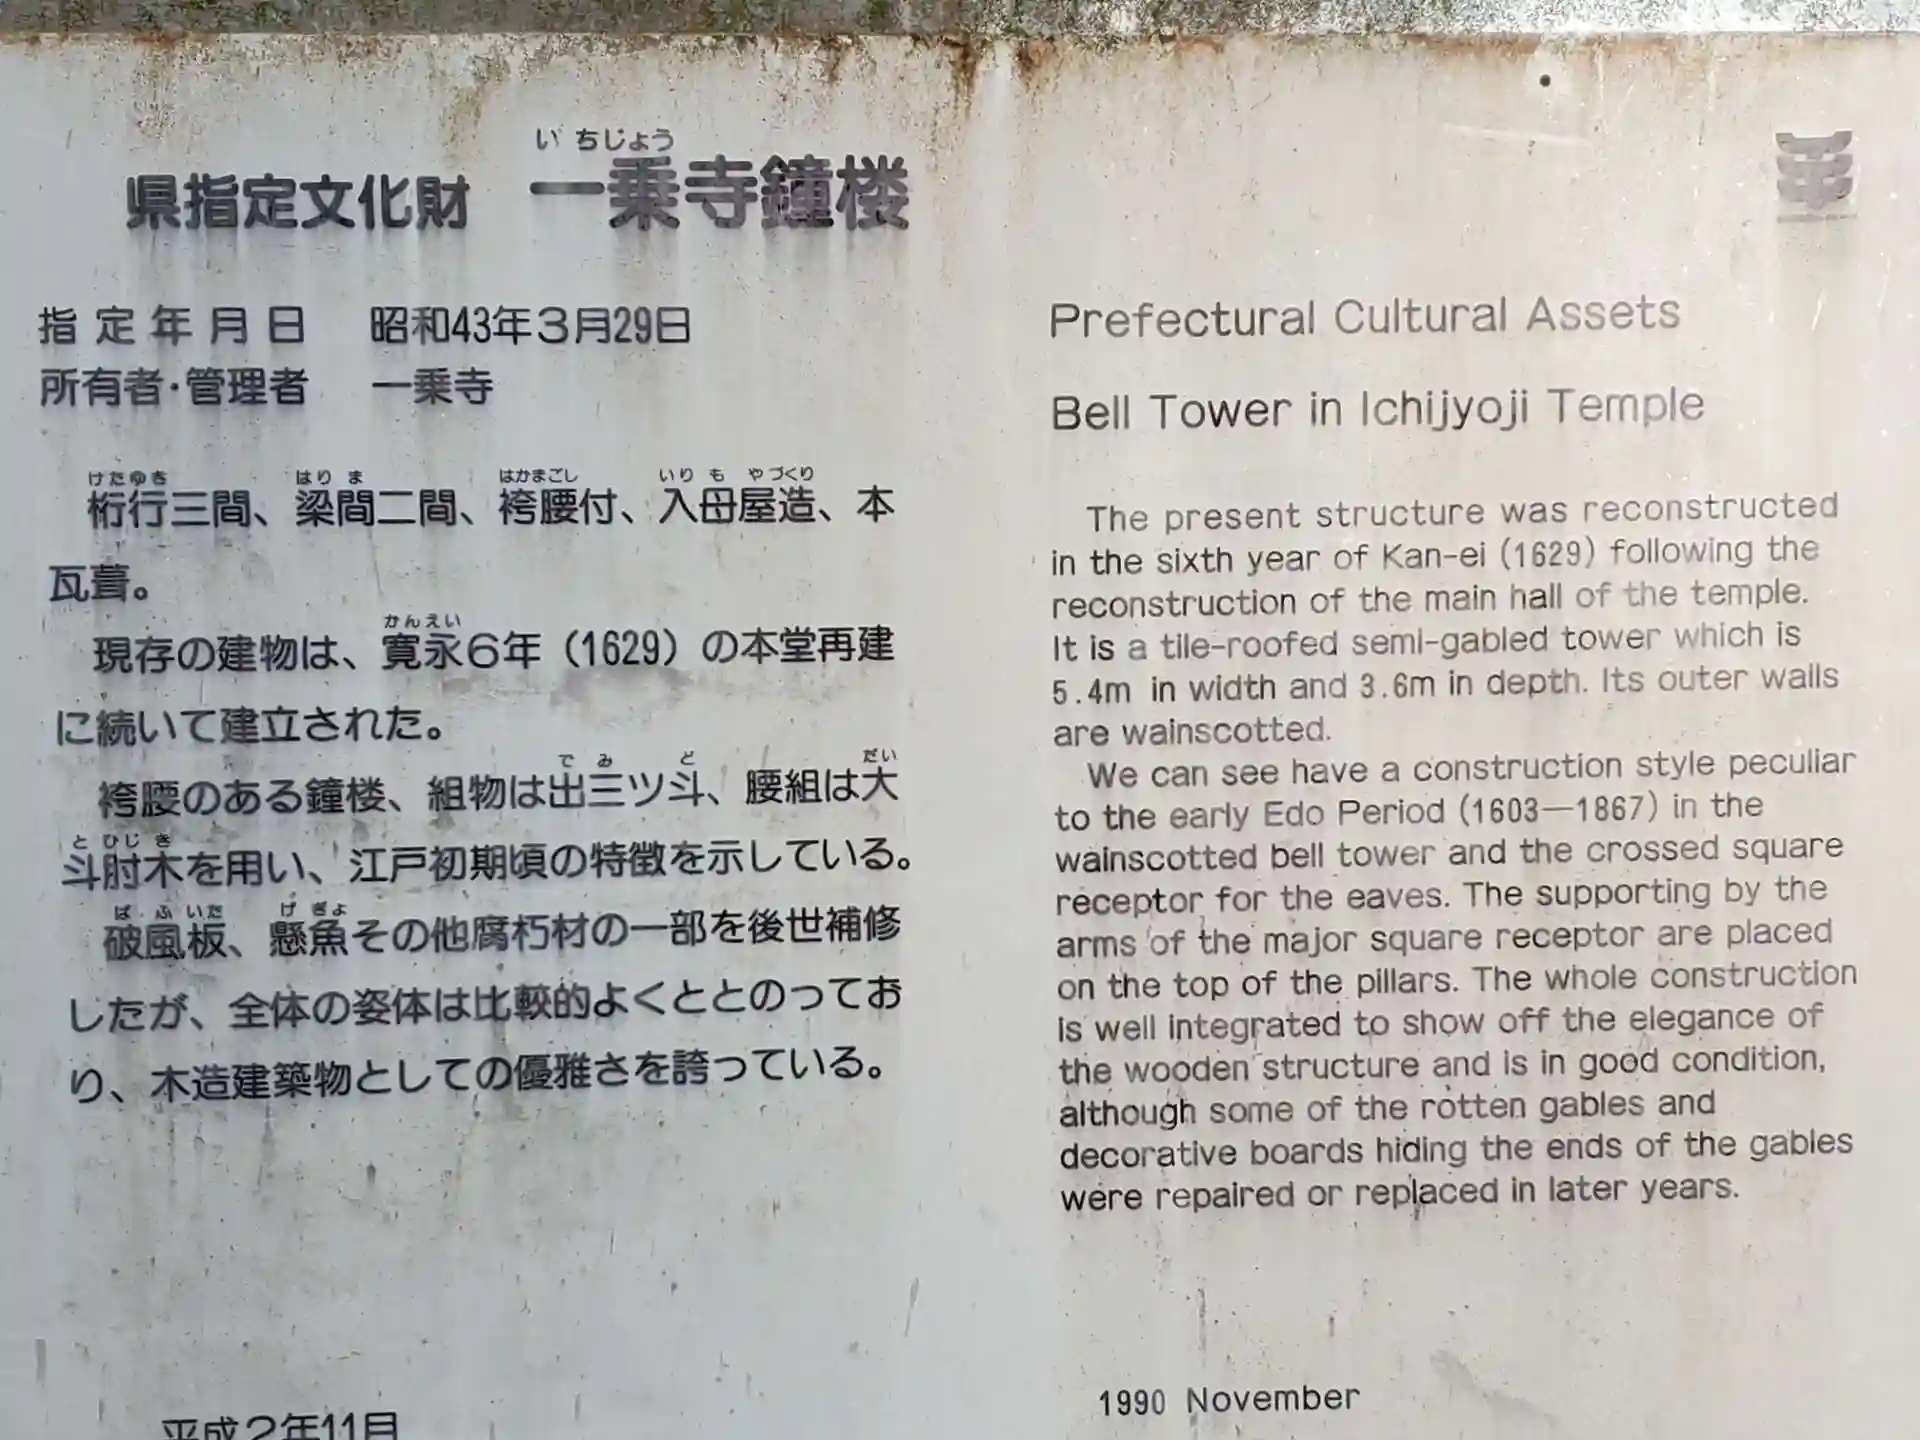 いちじょう
県指定文化財 一乗寺鐘楼
指定年月日 昭和43年3月29日
所有者・管理者 一乗寺
けたゆき はりま はかまごし いりもやづくり
桁行三間、梁間二間、袴腰付、入母屋造、本
瓦葺。
かんえい
現存の建物は、寛永6年（1629）の本堂再建
に続いて建立された。
でみ と だい
袴腰のある鐘楼、組物は出三ツ斗、腰組は大
とひじき
斗肘木を用い、江戸初期頃の特徴を示している。
ばふいた げぎょ
破風板、懸魚その他腐朽材の一部を後世補修
したが、全体の姿体は比較的よくととのってお
り、木造建築物としての優雅さを誇っている。
平成2年11月
Prefectural Cultural Assets
Bell Tower in Ichijyoji Temple
The present structure was reconstructed
in the sixth year of Kan-ei (1629) following the
reconstruction of the main hall of the temple.
It is a tile-roofed semi-gabled tower which is
5.4m in width and 3.6m in depth. Its outer walls
are wainscotted.
We can see have a construction style peculiar
to the early Edo Period (1603—1867) in the
wainscotted bell tower and the crossed square
receptor for the eaves. The supporting by the
arms of the major square receptor are placed
on the top of the pillars. The whole construction
is well integrated to show off the elegance of
the wooden structure and is in good condition,
although some of the rotten gables and
decorative boards hiding the ends of the gables
were repaired or replaced in later years.
1990 November